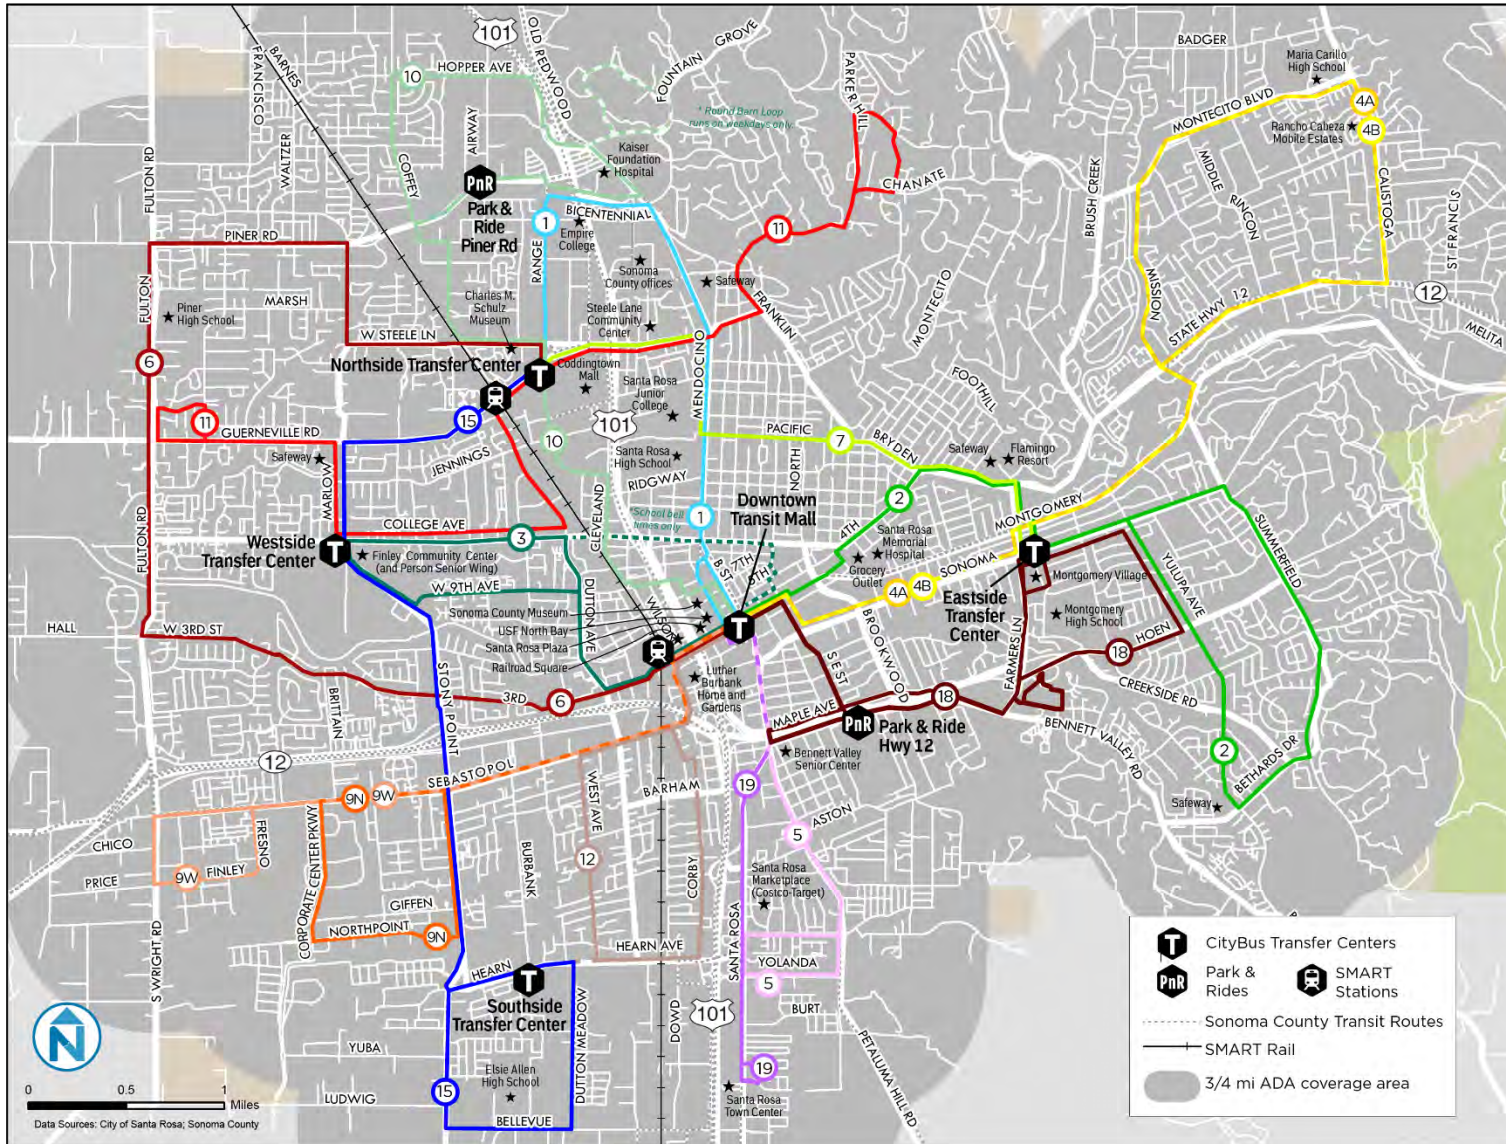 101
OLD REDWOOD
FOUNTAIN GROVE
BADGER
BARNES
FRANCISCO
HOPPER AVE
10
PARKER HILL
Maria Carillo
High School
MONTECITO BLVD
4A
4B
* Round Barn Loop
runs on weekdays only
Rancho Cabeza
Mobile Estates
WALTZER
AIRWAY
COFFEY
FULTON RD
Kaiser
Foundation
Hospital
CHANATE
MIDDLE RINCON
BRUSH CREEK
CALISTOGA
ST FRANCIS
PnR
Park &
Ride
Piner Rd
1
BICENTENNIAL
Empire
College
11
PINER RD
RANGE
Sonoma
County offices
Safeway
MISSION
STATE HWY 12
12
MELITA
FULTON
MARSH
Piner
High School
Charles M.
Schulz
Museum
Steele Lane
Community
Center
FRANKLIN
MONTECITO
W STEELE LN
6
Northside Transfer Center
T
Coddingtown
Mall
MENDOCINO
FOOTHILL
Santa Rosa
Junior
College
101
11
GUERNEVILLE RD
15
10
PACIFIC
7
BRYDEN
JENNINGS
Safeway
Santa Rosa
High School
NORTH
Safeway
Flamingo
Resort
MARLOW
RIDGWAY
CLEVELAND
2
Downtown
Transit Mall
*School bell
times only
1
MONTGOMERY
COLLEGE AVE
3
4TH
Santa Rosa
Memorial
Hospital
FULTON RD
Westside
Transfer Center
T
Finley Community Center
(and Person Senior Wing)
B ST
7TH
5TH
Grocery
Outlet
SONOMA
T
SUMMERFIELD
YULUPA AVE
Montgomery Village
W 9TH AVE
DUTTON AVE
4A
4B
Eastside
Transfer
Center
Sonoma County Museum
WILSON
USF North Bay
T
BROOKWOOD
Montgomery
High School
HALL
W 3RD ST
Santa Rosa Plaza
Railroad Square
HOEN
18
S E ST
FARMERS LN
STONY POINT
Luther
Burbank
Home and
Gardens
CREEKSIDE RD
BRITTAIN
3RD
6
18
MAPLE AVE
PnR
Park & Ride
Hwy 12
BENNETT VALLEY RD
Bennett Valley
Senior Center
2
BETHARDS DR
12
SEBASTOPOL
9N
9W
WEST AVE
BARHAM
19
ASTON
Safeway
CHICO
FRESNO
CORPORATE CENTER PKWY
5
PRICE
9W
FINLEY
BURBANK
12
CORBY
Santa Rosa
Marketplace
(Costco-Target)
GIFFEN
NORTHPOINT
9N
HEARN AVE
SANTA ROSA
YOLANDA
5
S WRIGHT RD
HEARN
T
Southside
Transfer Center
DUTTON MEADOW
DOWD
101
BURT
PETALUMA HILL RD
YUBA
Elsie Allen
High School
19
LUDWIG
15
BELLEVUE
Santa Rosa
Town Center
N
0 0.5 1
Miles
Data Sources: City of Santa Rosa; Sonoma County
T CityBus Transfer Centers
PnR Park &
Rides
SMART
Stations
Sonoma County Transit Routes
SMART Rail
3/4 mi ADA coverage area